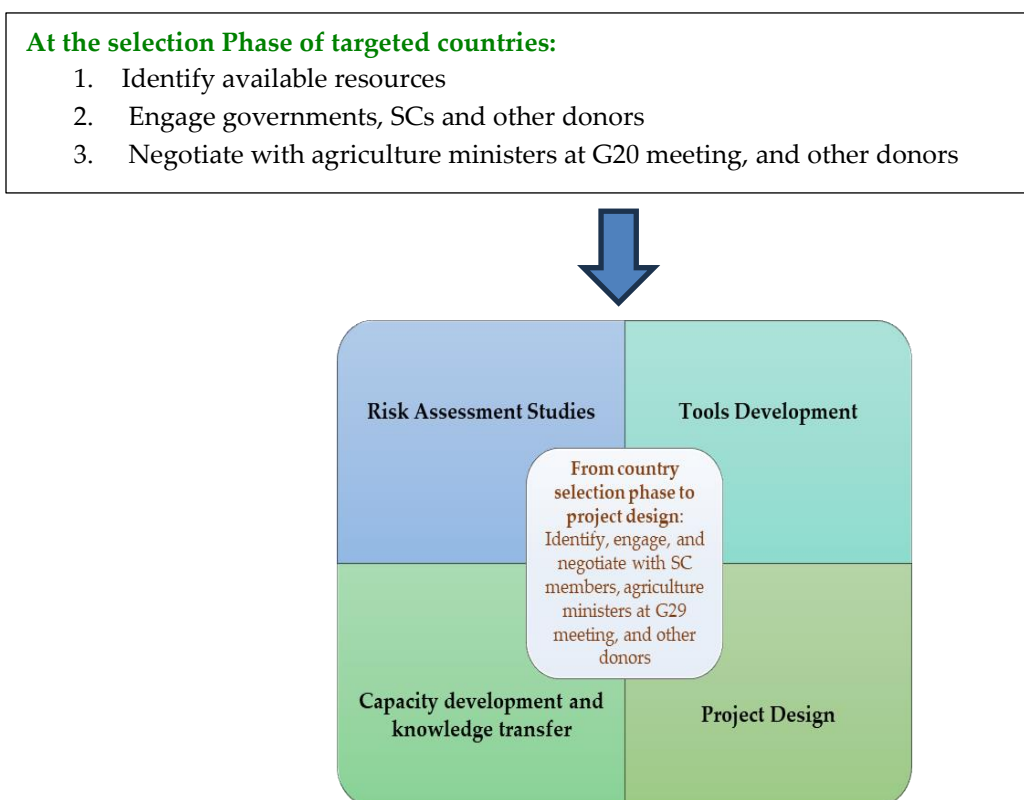 At the selection Phase of targeted countries:
1. Identify available resources
2. Engage governments, SCs and other donors
3. Negotiate with agriculture ministers at G20 meeting, and other donors
Risk Assessment Studies
Tools Development
From country
selection phase to
project design:
Identify, engage, and
negotiate with SC
members, agriculture
ministers at G29
meeting, and other
donors
Capacity development and
knowledge transfer
Project Design